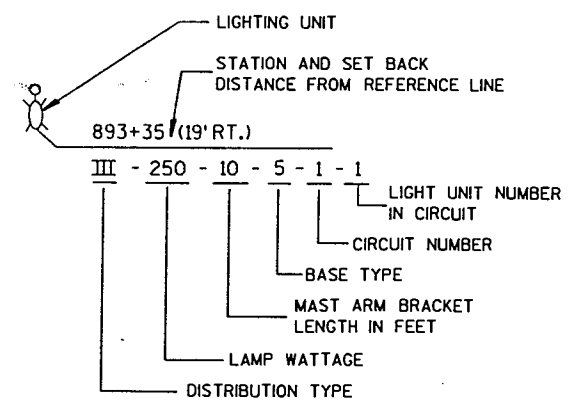 LIGHTING UNIT
STATION AND SET BACK
DISTANCE FROM REFERENCE LINE
893+35 (19' RT.)
III - 250 - 10 - 5 - 1 - 1
LIGHT UNIT NUMBER
IN CIRCUIT
CIRCUIT NUMBER
BASE TYPE
MAST ARM BRACKET
LENGTH IN FEET
LAMP WATTAGE
DISTRIBUTION TYPE